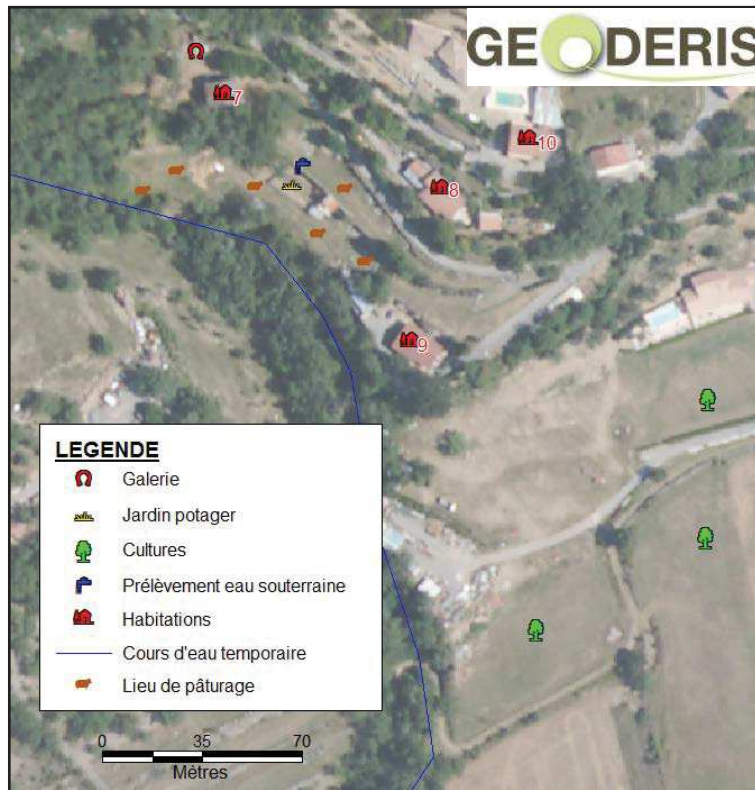 GEODERIS
7
10
8
9
LEGENDE
Galerie
Jardin potager
Cultures
Prélèvement eau souterraine
Habitations
Cours d'eau temporaire
Lieu de pâturage
0 35 70
Mètres